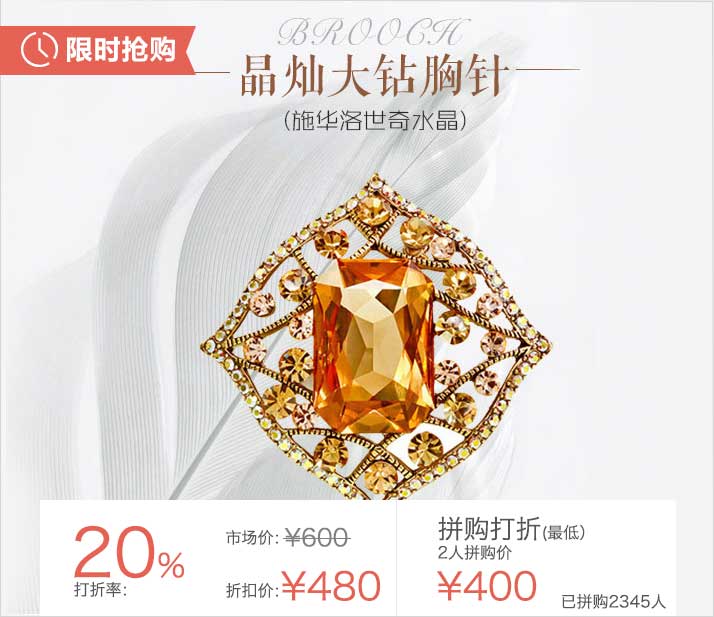 限时抢购
BROOCH
晶灿大钻胸针
（施华洛世奇水晶）
20%
打折率：
市场价：¥600
折扣价：¥480
拼购打折(最低)
2人拼购价
¥400
已拼购2345人